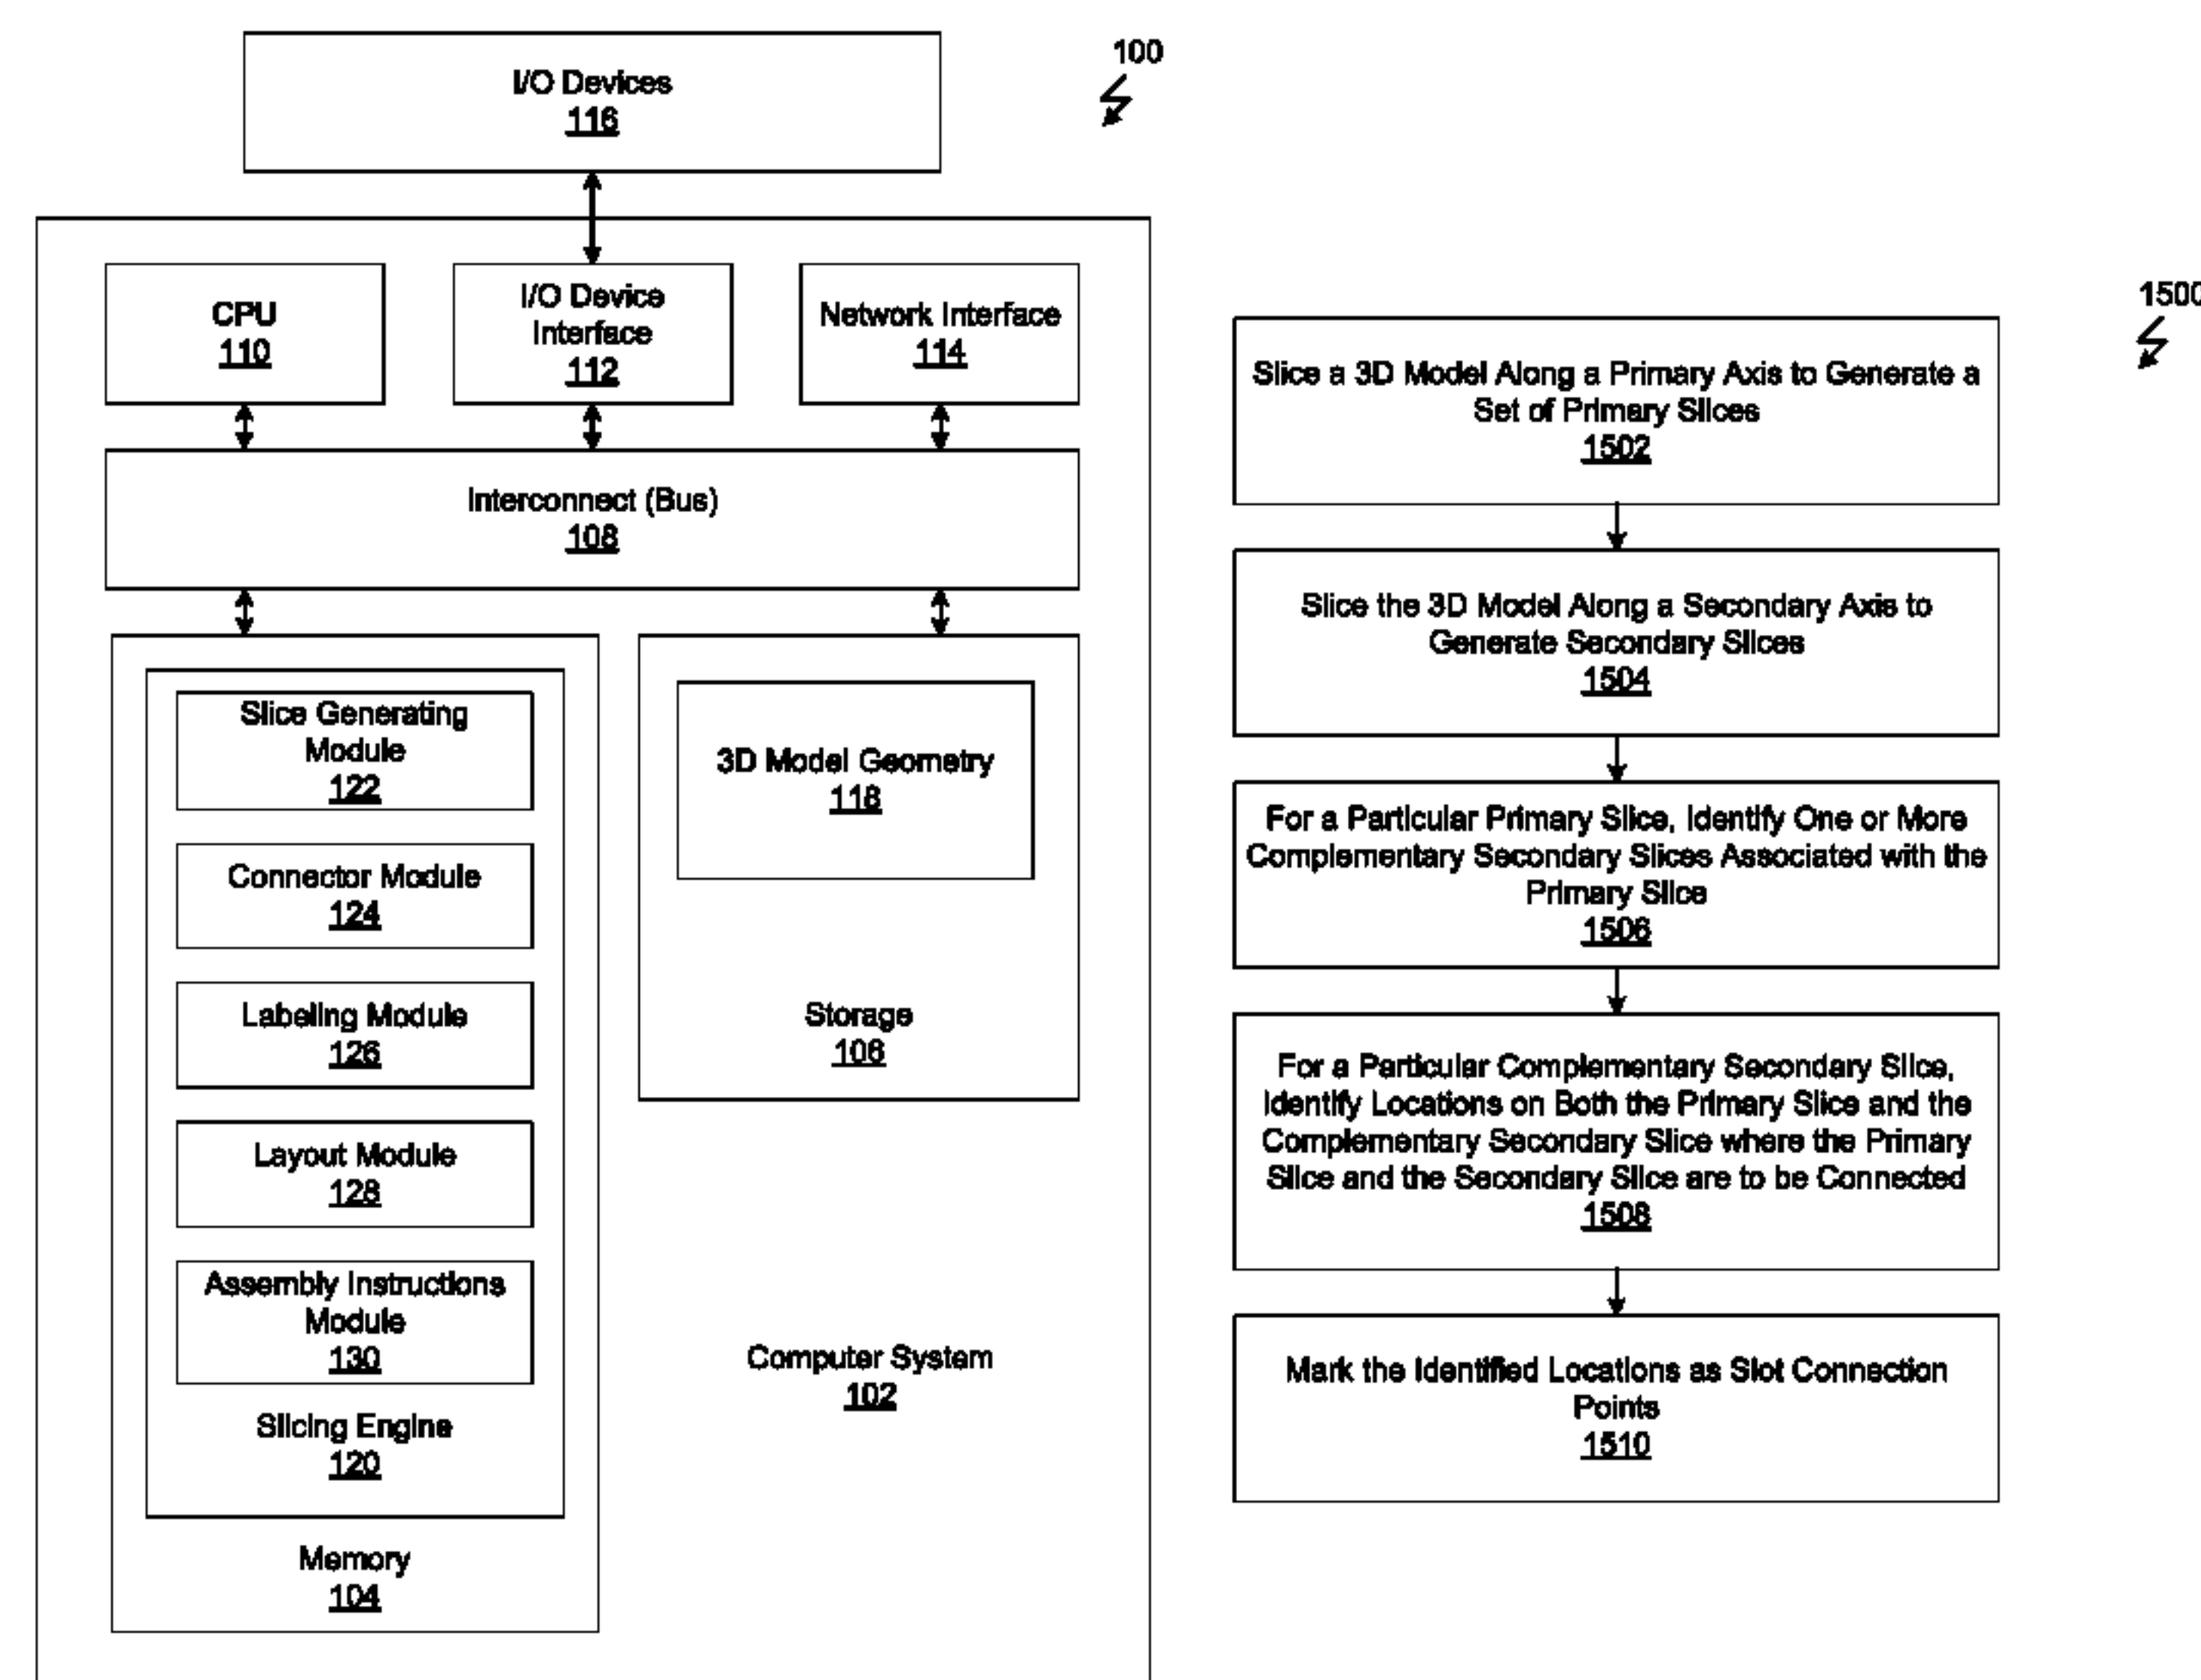 100
I/O Devices
116
CPU
110
I/O Device
Interface
112
Network Interface
114
Interconnect (Bus)
108
Slice Generating
Module
122
Connector Module
124
Labeling Module
126
Layout Module
128
Assembly Instructions
Module
130
Slicing Engine
120
Memory
104
3D Model Geometry
118
Storage
106
Computer System
102
1500
Slice a 3D Model Along a Primary Axis to Generate a
Set of Primary Slices
1502
Slice the 3D Model Along a Secondary Axis to
Generate Secondary Slices
1504
For a Particular Primary Slice, Identify One or More
Complementary Secondary Slices Associated with the
Primary Slice
1506
For a Particular Complementary Secondary Slice,
Identify Locations on Both the Primary Slice and the
Complementary Secondary Slice where the Primary
Slice and the Secondary Slice are to be Connected
1508
Mark the Identified Locations as Slot Connection
Points
1510